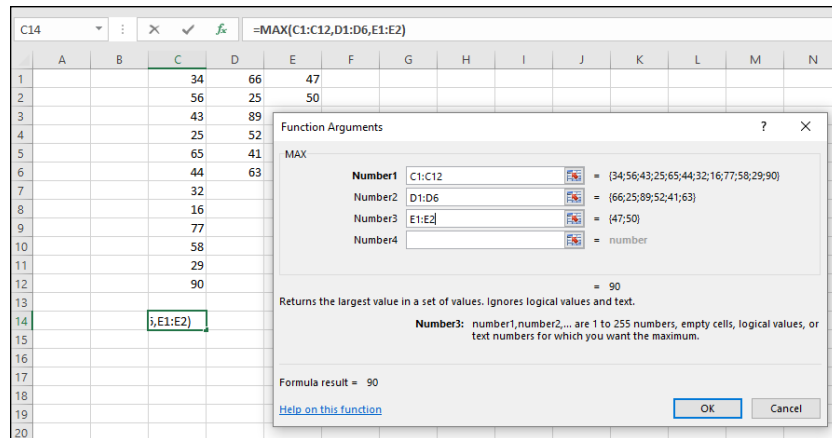 C14 fx =MAX(C1:C12,D1:D6,E1:E2)
A B C D E F G H I J K L M N
1 34 66 47
2 56 25 50
3 43 89
4 25 52
5 65 41
6 44 63
7 32
8 16
9 77
10 58
11 29
12 90
13
14 5,E1:E2)
15
16
17
18
19
20
Function Arguments ? X
MAX
Number1 C1:C12 = {34;56;43;25;65;44;32;16;77;58;29;90}
Number2 D1:D6 = {66;25;89;52;41;63}
Number3 E1:E2 = {47;50}
Number4 = number
= 90
Returns the largest value in a set of values. Ignores logical values and text.
Number3: number1,number2,... are 1 to 255 numbers, empty cells, logical values, or
text numbers for which you want the maximum.
Formula result = 90
Help on this function OK Cancel